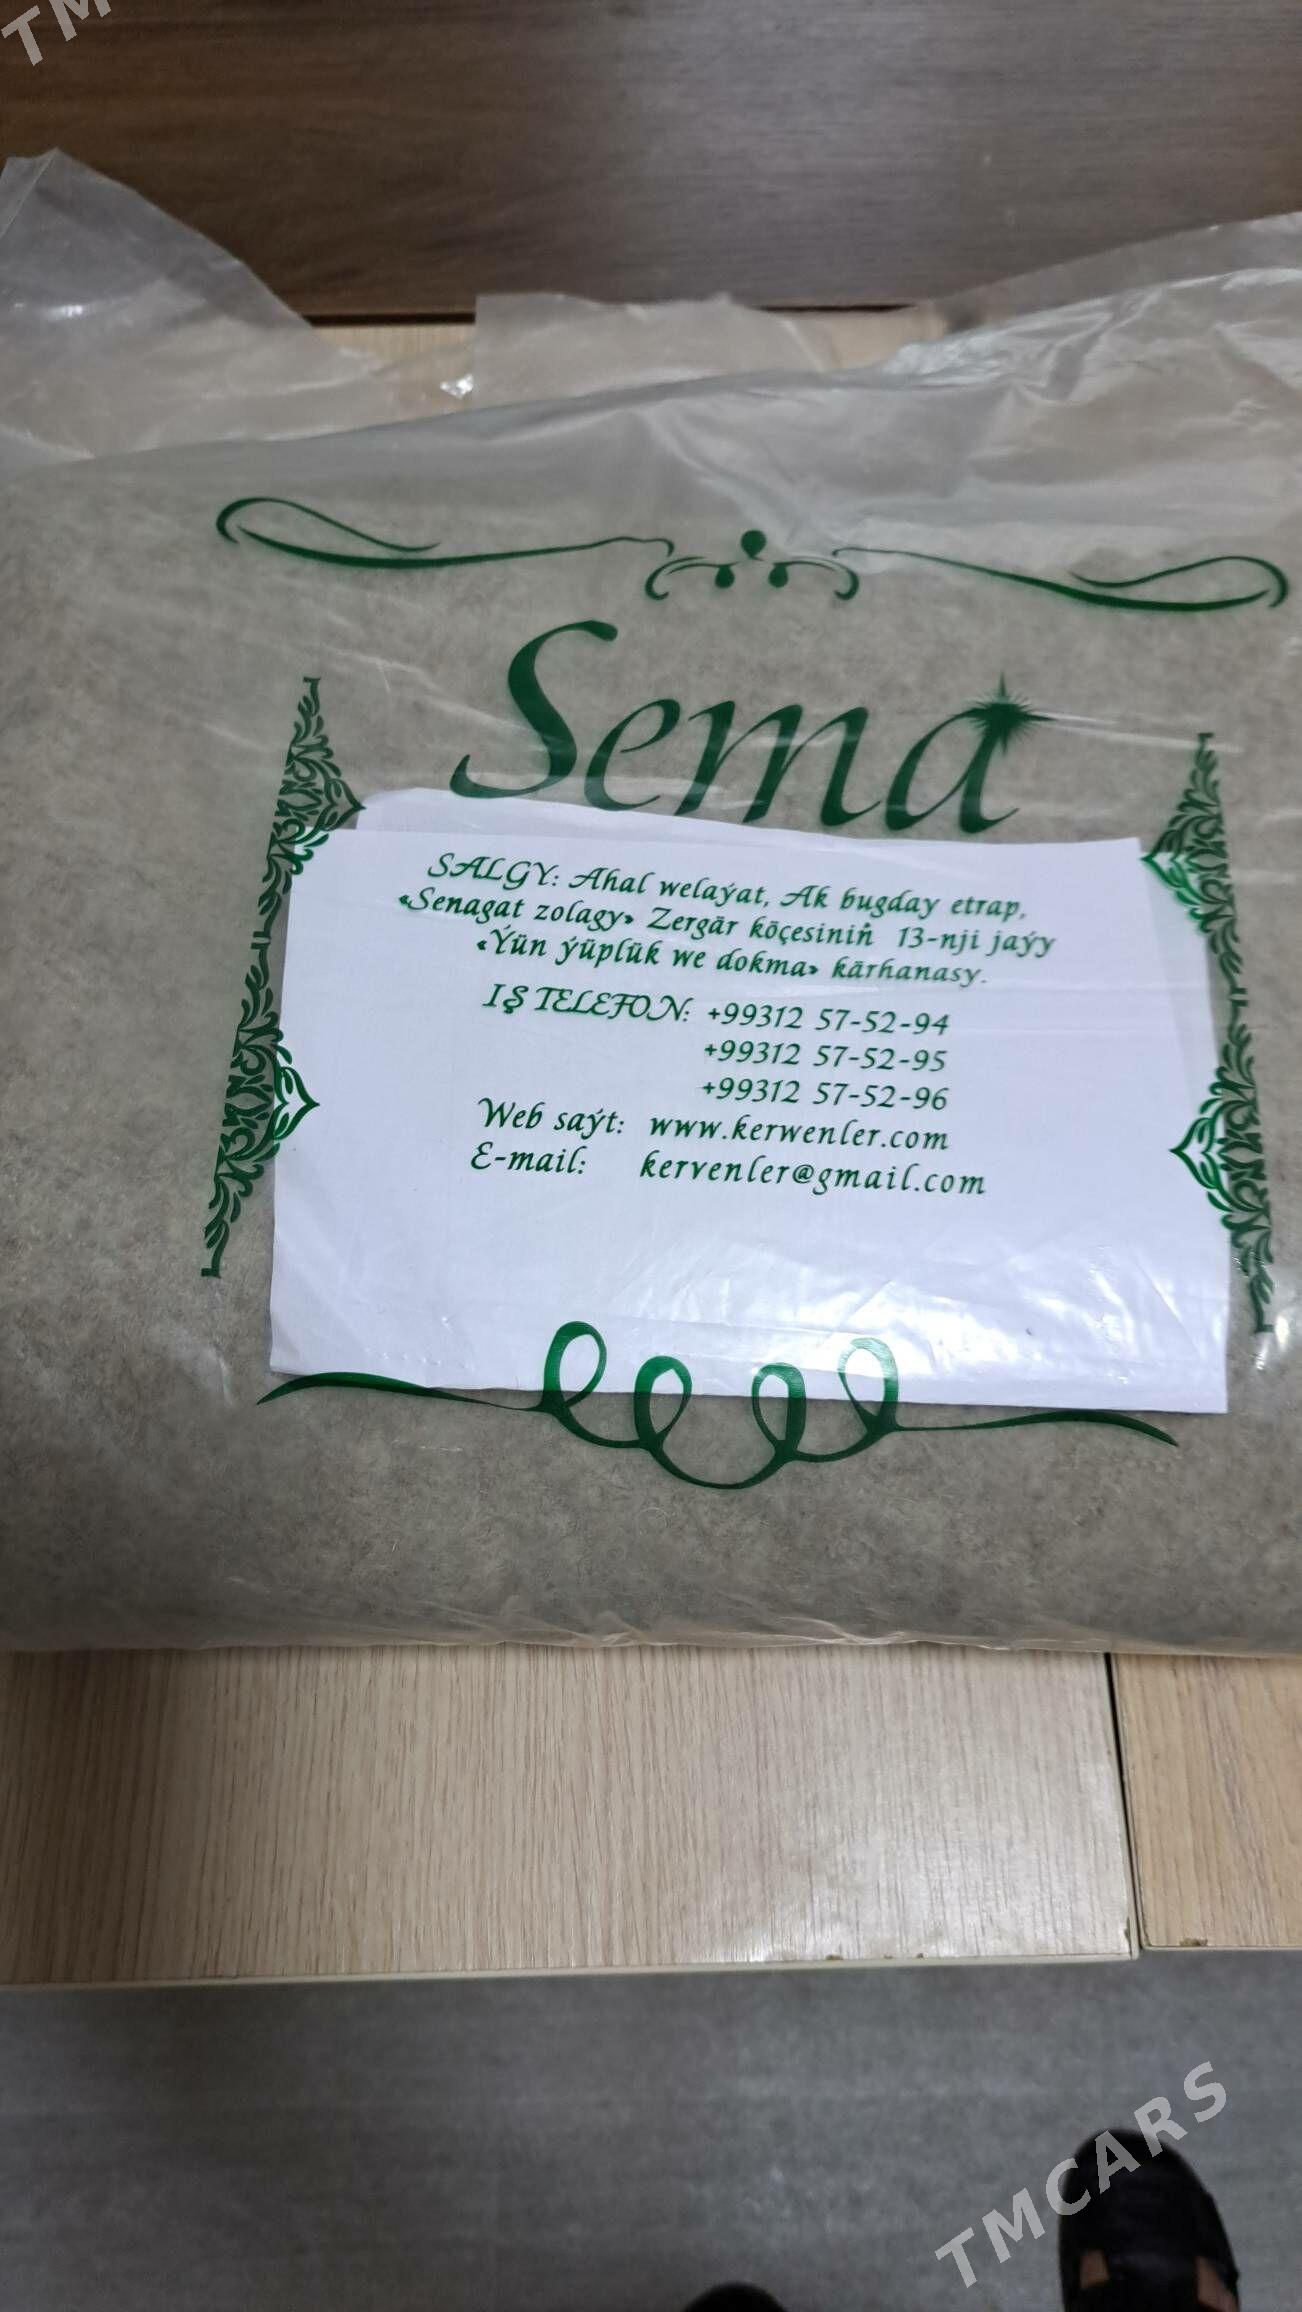 TM
Sema
SALGY: Ahal welaýat, Ak bugday etrap,
«Senagat zolagy» Zergär köçesiniň 13-nji jaýy
«Ýün ýüplük we dokma» kärhanasy.
IŞ TELEFON: +99312 57-52-94
+99312 57-52-95
+99312 57-52-96
Web saýt: www.kerwenler.com
E-mail: kervenler@gmail.com
TMCARS